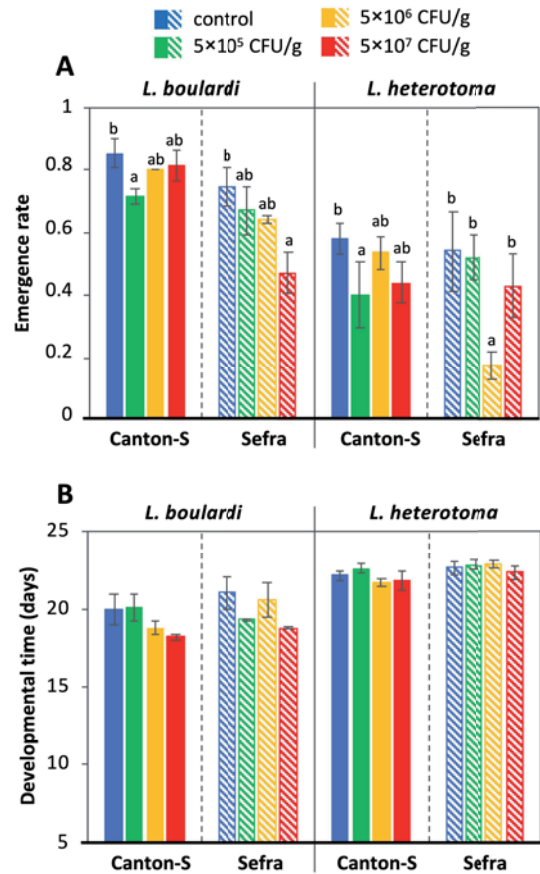 control
5×10⁶ CFU/g
5×10⁵ CFU/g
5×10⁷ CFU/g
A
L. boulardi
L. heterotoma
Emergence rate
1
0.8
0.6
0.4
0.2
0
b
a
ab
ab
b
ab
ab
a
b
a
ab
ab
b
b
a
b
Canton-S
Sefra
Canton-S
Sefra
B
L. boulardi
L. heterotoma
Developmental time (days)
25
20
15
10
5
Canton-S
Sefra
Canton-S
Sefra